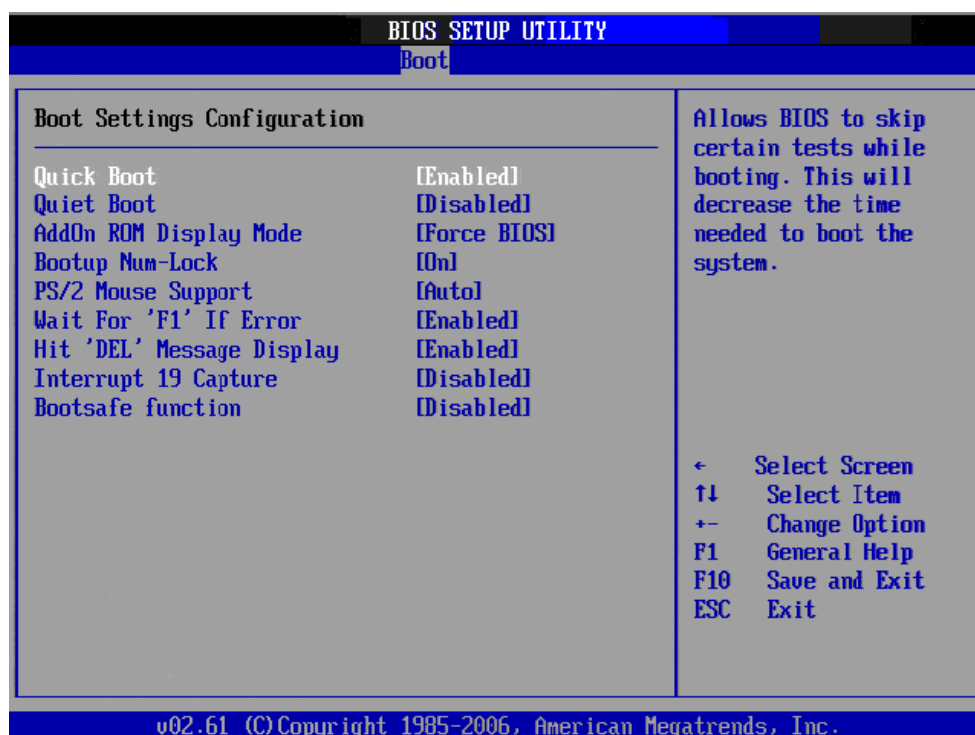 BIOS SETUP UTILITY
Boot
Boot Settings Configuration
Quick Boot [Enabled]
Quiet Boot [Disabled]
AddOn ROM Display Mode [Force BIOS]
Bootup Num-Lock [On]
PS/2 Mouse Support [Auto]
Wait For 'F1' If Error [Enabled]
Hit 'DEL' Message Display [Enabled]
Interrupt 19 Capture [Disabled]
Bootsafe function [Disabled]
Allows BIOS to skip
certain tests while
booting. This will
decrease the time
needed to boot the
system.
← Select Screen
↑↓ Select Item
+- Change Option
F1 General Help
F10 Save and Exit
ESC Exit
v02.61 (C)Copyright 1985-2006, American Megatrends, Inc.